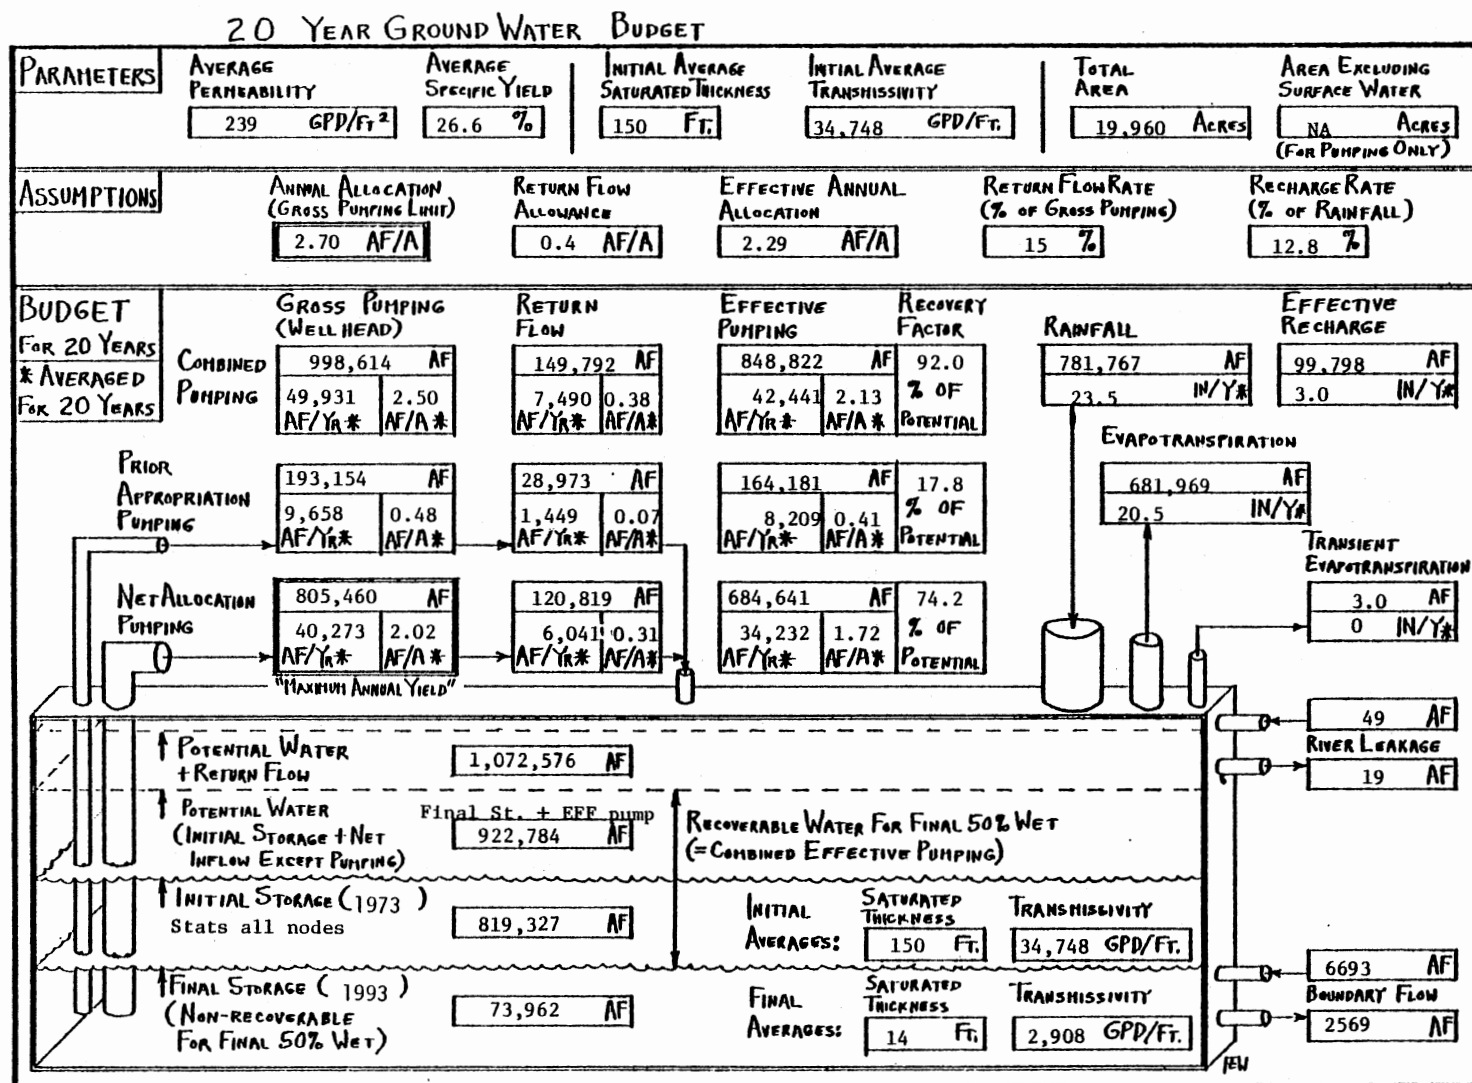 20 YEAR GROUND WATER BUDGET
PARAMETERS
AVERAGE PERMEABILITY
239 GPD/FT²
AVERAGE SPECIFIC YIELD
26.6 %
INITIAL AVERAGE SATURATED THICKNESS
150 FT.
INTIAL AVERAGE TRANSMISSIVITY
34,748 GPD/FT.
TOTAL AREA
19,960 ACRES
AREA EXCLUDING SURFACE WATER
NA ACRES
(FOR PUMPING ONLY)
ASSUMPTIONS
ANNUAL ALLOCATION
(GROSS PUMPING LIMIT)
2.70 AF/A
RETURN FLOW ALLOWANCE
0.4 AF/A
EFFECTIVE ANNUAL ALLOCATION
2.29 AF/A
RETURN FLOW RATE
(% OF GROSS PUMPING)
15 %
RECHARGE RATE
(% OF RAINFALL)
12.8 %
BUDGET
FOR 20 YEARS
* AVERAGED
FOR 20 YEARS
GROSS PUMPING
(WELL HEAD)
RETURN FLOW
EFFECTIVE PUMPING
RECOVERY FACTOR
RAINFALL
EFFECTIVE RECHARGE
COMBINED PUMPING
998,614 AF
49,931 AF/YR*
2.50 AF/A*
149,792 AF
7,490 AF/YR*
0.38 AF/A*
848,822 AF
42,441 AF/YR*
2.13 AF/A*
92.0 % OF POTENTIAL
781,767 AF
23.5 IN/Y*
99,798 AF
3.0 IN/Y*
EVAPOTRANSPIRATION
681,969 AF
20.5 IN/Y*
PRIOR APPROPRIATION PUMPING
193,154 AF
9,658 AF/YR*
0.48 AF/A*
28,973 AF
1,449 AF/YR*
0.07 AF/A*
164,181 AF
8,209 AF/YR*
0.41 AF/A*
17.8 % OF POTENTIAL
TRANSIENT EVAPOTRANSPIRATION
3.0 AF
0 IN/Y*
NET ALLOCATION PUMPING
805,460 AF
40,273 AF/YR*
2.02 AF/A*
120,819 AF
6,041 AF/YR*
0.31 AF/A*
684,641 AF
34,232 AF/YR*
1.72 AF/A*
74.2 % OF POTENTIAL
"MAXIMUM ANNUAL YIELD"
49 AF
RIVER LEAKAGE
19 AF
POTENTIAL WATER
+ RETURN FLOW
1,072,576 AF
POTENTIAL WATER
(INITIAL STORAGE + NET
INFLOW EXCEPT PUMPING)
Final St. + EFF pump
922,784 AF
RECOVERABLE WATER FOR FINAL 50% WET
(= COMBINED EFFECTIVE PUMPING)
INITIAL STORAGE (1973)
Stats all nodes
819,327 AF
INITIAL AVERAGES:
SATURATED THICKNESS
150 FT.
TRANSMISSIVITY
34,748 GPD/FT.
FINAL STORAGE (1993)
(NON-RECOVERABLE
FOR FINAL 50% WET)
73,962 AF
FINAL AVERAGES:
SATURATED THICKNESS
14 FT.
TRANSMISSIVITY
2,908 GPD/FT.
6693 AF
BOUNDARY FLOW
2569 AF